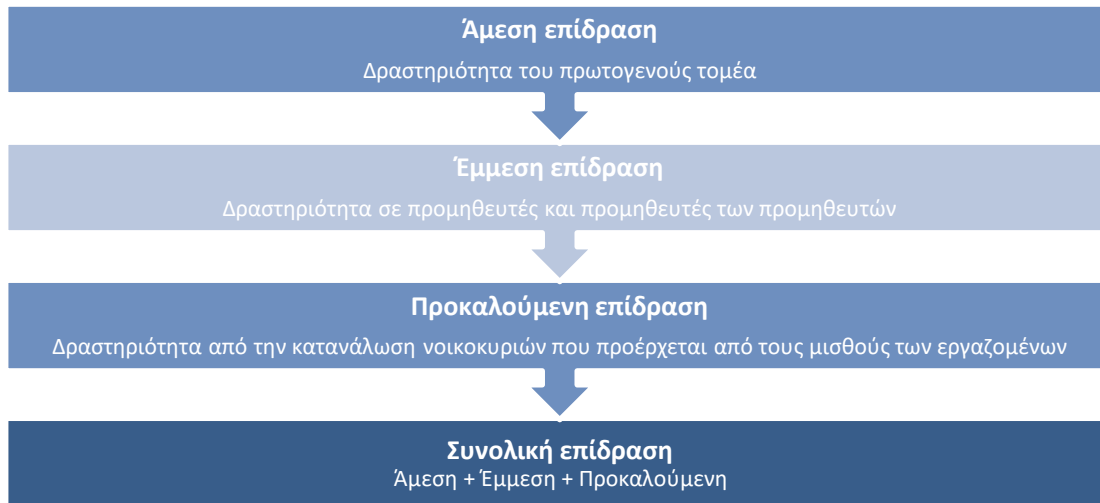 Άμεση επίδραση
Δραστηριότητα του πρωτογενούς τομέα
Έμμεση επίδραση
Δραστηριότητα σε προμηθευτές και προμηθευτές των προμηθευτών
Προκαλούμενη επίδραση
Δραστηριότητα από την κατανάλωση νοικοκυριών που προέρχεται από τους μισθούς των εργαζομένων
Συνολική επίδραση
Άμεση + Έμμεση + Προκαλούμενη